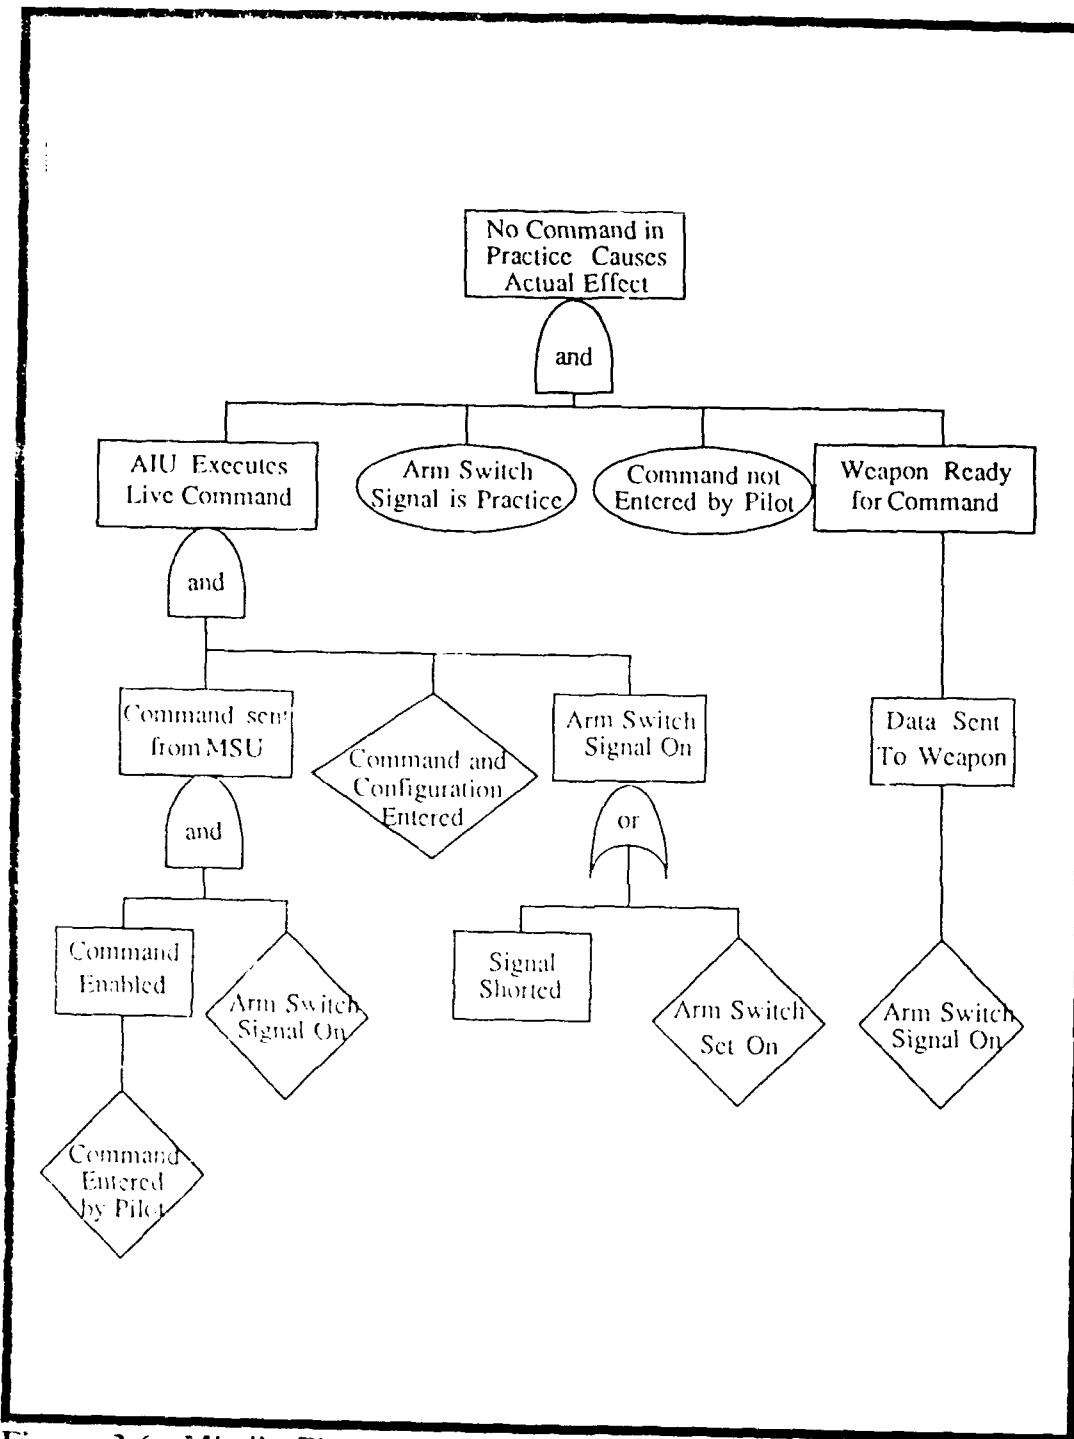 No Command in
Practice Causes
Actual Effect
and
AIU Executes
Live Command
Arm Switch
Signal is Practice
Command not
Entered by Pilot
Weapon Ready
for Command
and
Command sent
from MSU
Command and
Configuration
Entered
Arm Switch
Signal On
Data Sent
To Weapon
and
or
Command
Enabled
Arm Switch
Signal On
Signal
Shorted
Arm Switch
Set On
Arm Switch
Signal On
Command
Entered
by Pilot